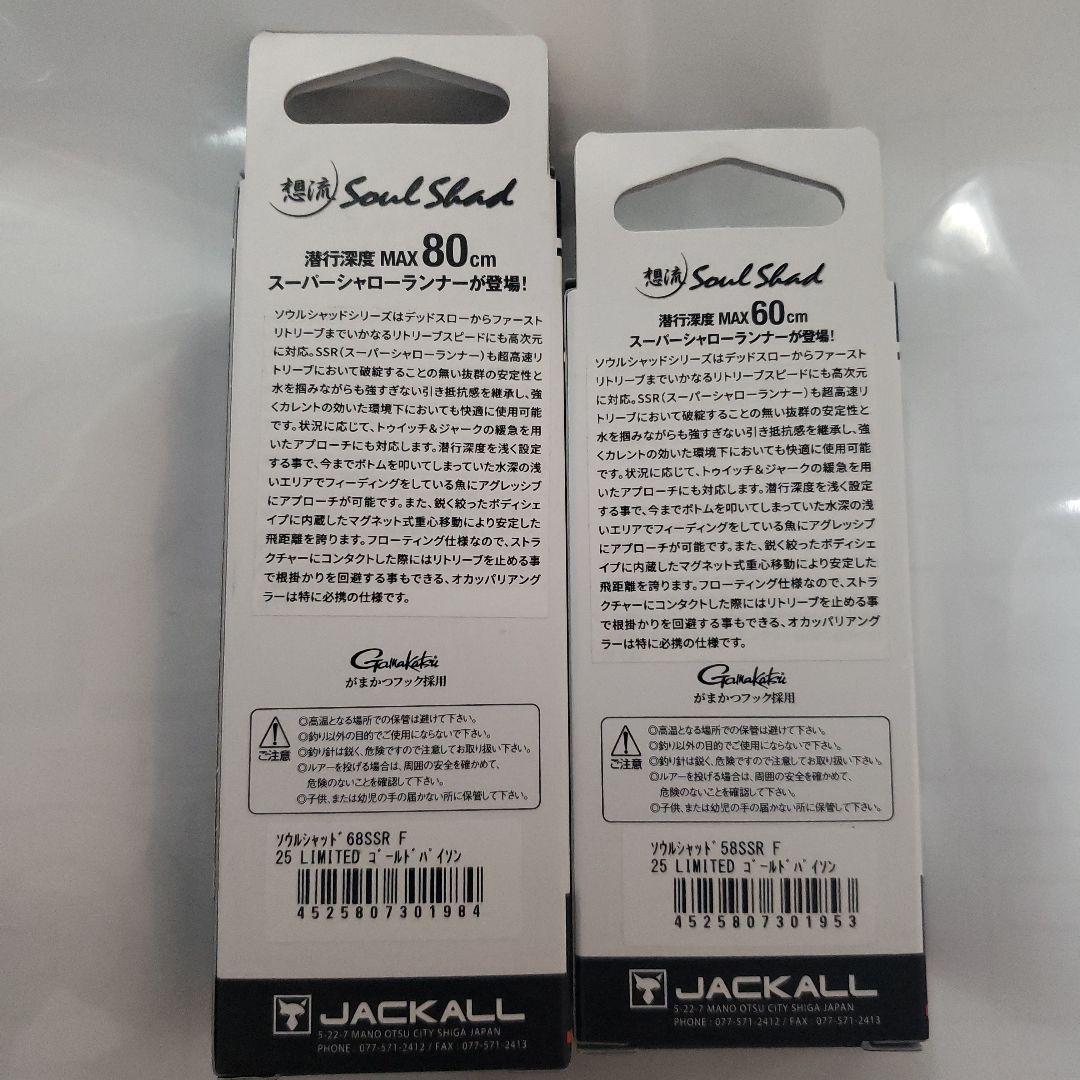 想流 Soul Shad
潜行深度 MAX 80cm
スーパーシャローランナーが登場!
ソウルシャッドシリーズはデッドスローからファースト
リトリーブまでいかなるリトリーブスピードにも高次元
に対応。SSR(スーパーシャローランナー)も超高速リ
トリーブにおいて破綻することの無い抜群の安定性と
水を掴みながらも強すぎない引き抵抗感を継承し、強
くカレントの効いた環境下においても快適に使用可能
です。状況に応じて、トゥイッチ&ジャークの緩急を用
いたアプローチにも対応します。潜行深度を浅く設定
する事で、今までボトムを叩いてしまっていた水深の浅
いエリアでフィーディングをしている魚にアグレッシブ
にアプローチが可能です。また、鋭く絞ったボディシェ
イプに内蔵したマグネット式重心移動により安定した
飛距離を誇ります。フローティング仕様なので、ストラ
クチャーにコンタクトした際にはリトリーブを止める事
で根掛かりを回避する事もできる、オカッパリアング
ラーは特に必携の仕様です。
Gamakatsu
がまかつフック採用
ご注意
◎高温となる場所での保管は避けて下さい。
◎釣り以外の目的でご使用にならないで下さい。
◎釣り針は鋭く、危険ですので注意してお取り扱い下さい。
◎ルアーを投げる場合は、周囲の安全を確かめて、
危険のないことを確認して下さい。
◎子供、または幼児の手の届かない所に保管して下さい。
ソウルシャッド゙68SSR F
25 LIMITED ゴールドバイソン
4525807301984
JACKALL
5-22-7 MANO OTSU CITY SHIGA JAPAN
PHONE : 077-571-2412 / FAX : 077-571-2413
想流 Soul Shad
潜行深度 MAX 60cm
スーパーシャローランナーが登場!
ソウルシャッドシリーズはデッドスローからファースト
リトリーブまでいかなるリトリーブスピードにも高次元
に対応。SSR(スーパーシャローランナー)も超高速リ
トリーブにおいて破綻することの無い抜群の安定性と
水を掴みながらも強すぎない引き抵抗感を継承し、強
くカレントの効いた環境下においても快適に使用可能
です。状況に応じて、トゥイッチ&ジャークの緩急を用
いたアプローチにも対応します。潜行深度を浅く設定
する事で、今までボトムを叩いてしまっていた水深の浅
いエリアでフィーディングをしている魚にアグレッシブ
にアプローチが可能です。また、鋭く絞ったボディシェ
イプに内蔵したマグネット式重心移動により安定した
飛距離を誇ります。フローティング仕様なので、ストラ
クチャーにコンタクトした際にはリトリーブを止める事
で根掛かりを回避する事もできる、オカッパリアング
ラーは特に必携の仕様です。
Gamakatsu
がまかつフック採用
ご注意
◎高温となる場所での保管は避けて下さい。
◎釣り以外の目的でご使用にならないで下さい。
◎釣り針は鋭く、危険ですので注意してお取り扱い下さい。
◎ルアーを投げる場合は、周囲の安全を確かめて、
危険のないことを確認して下さい。
◎子供、または幼児の手の届かない所に保管して下さい。
ソウルシャッド゙58SSR F
25 LIMITED ゴールドバイソン
4525807301953
JACKALL
5-22-7 MANO OTSU CITY SHIGA JAPAN
PHONE : 077-571-2412 / FAX : 077-571-2413